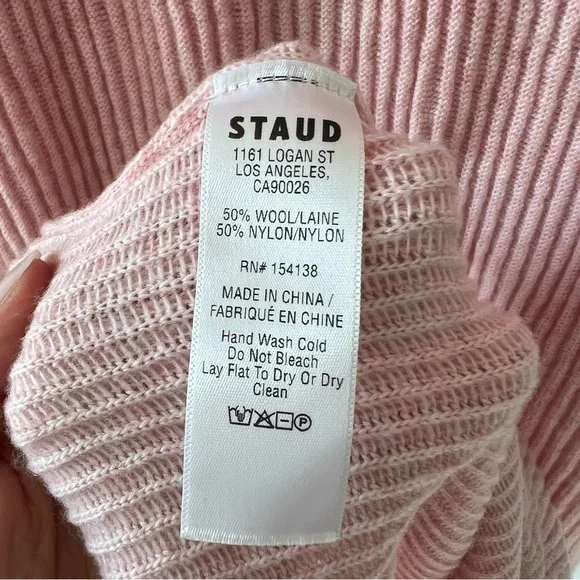 STAUD
1161 LOGAN ST
LOS ANGELES,
CA90026
50% WOOL/LAINE
50% NYLON/NYLON
RN# 154138
MADE IN CHINA /
FABRIQUÉ EN CHINE
Hand Wash Cold
Do Not Bleach
Lay Flat To Dry Or Dry
Clean
P